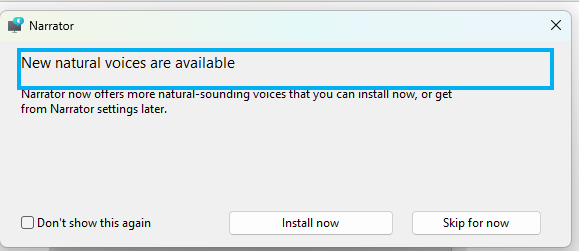 Narrator
New natural voices are available
Narrator now offers more natural-sounding voices that you can install now, or get
from Narrator settings later.
Don't show this again
Install now
Skip for now